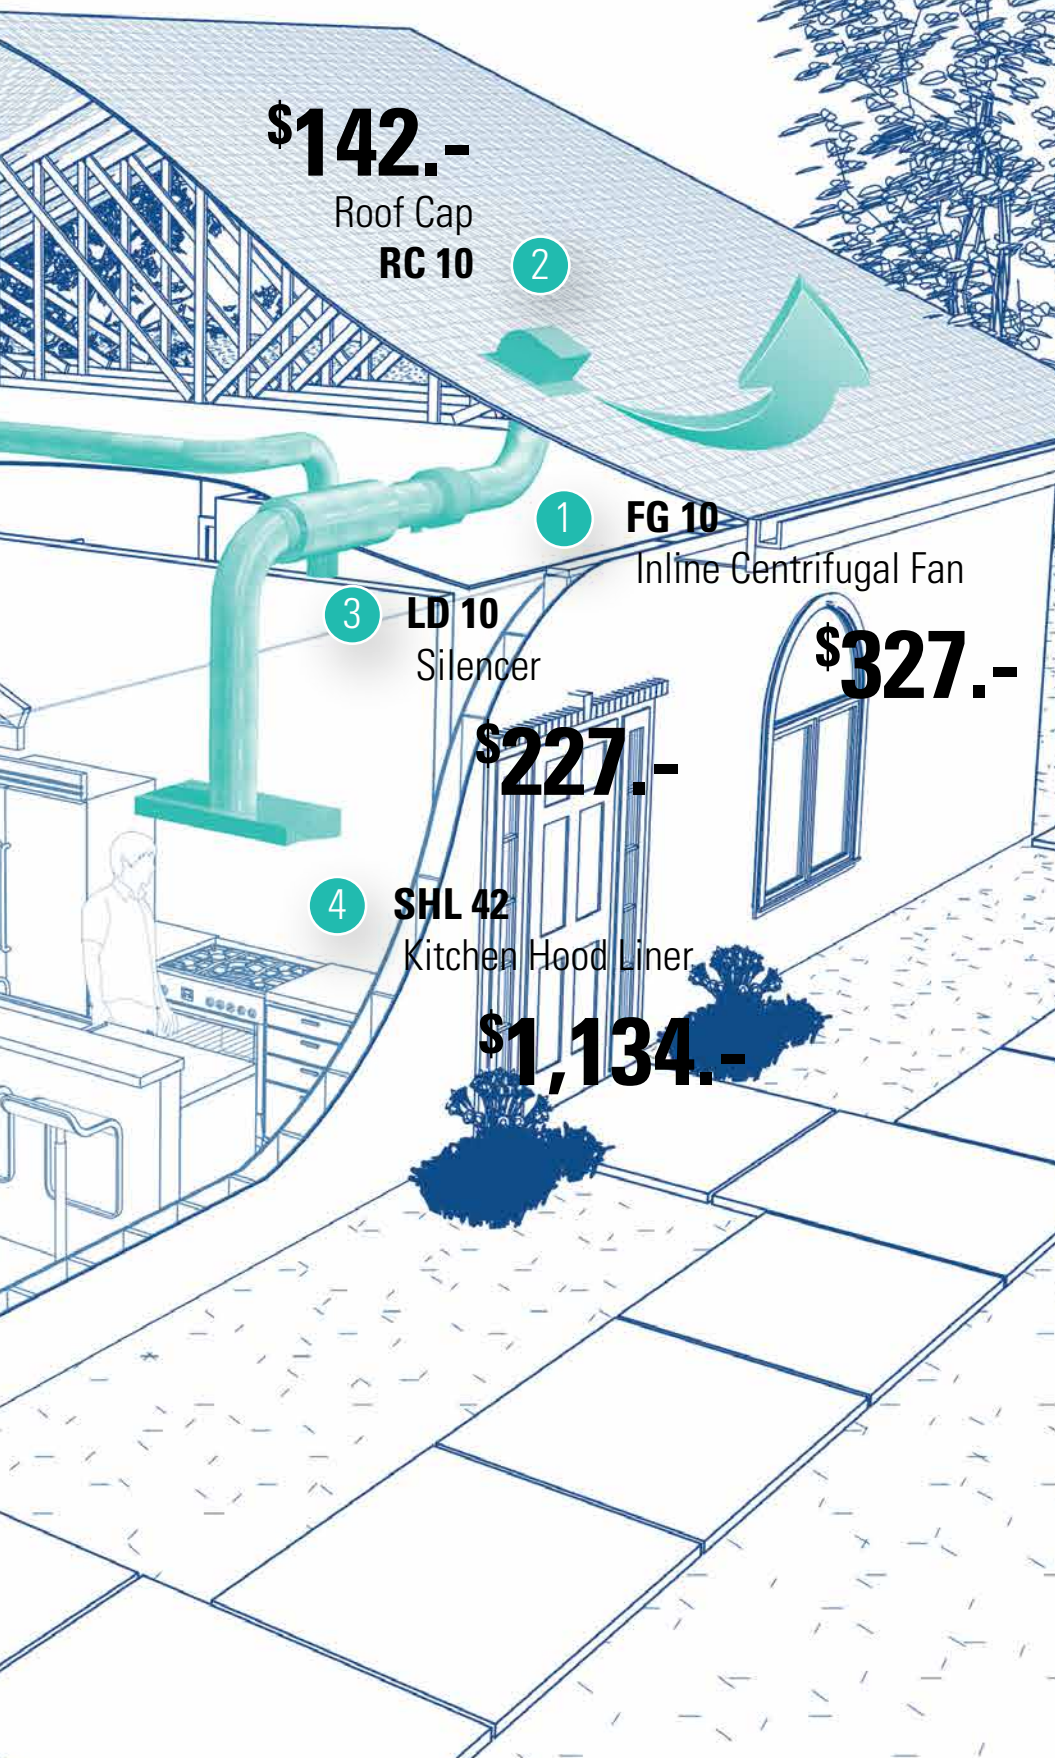 $142.-
Roof Cap
RC 10
2
1
FG 10
Inline Centrifugal Fan
$327.-
3
LD 10
Silencer
$227.-
4
SHL 42
Kitchen Hood Liner
$1,134.-